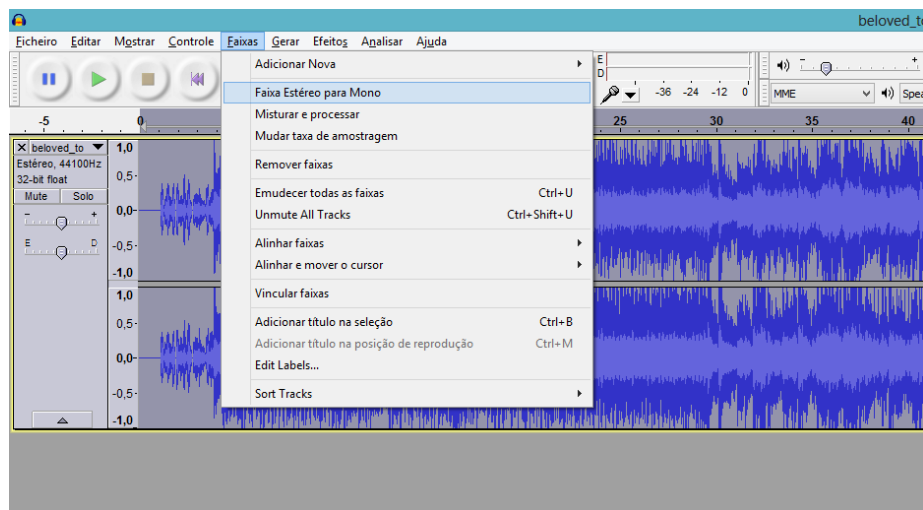 beloved_to
Ficheiro Editar Mostrar Controle Faixas Gerar Efeitos Analisar Ajuda
E
D
-36 -24 -12 0
MME
Spea
-5 0 25 30 35 40
Adicionar Nova
Faixa Estéreo para Mono
Misturar e processar
Mudar taxa de amostragem
Remover faixas
Emudecer todas as faixas Ctrl+U
Unmute All Tracks Ctrl+Shift+U
Alinhar faixas
Alinhar e mover o cursor
Vincular faixas
Adicionar título na seleção Ctrl+B
Adicionar título na posição de reprodução Ctrl+M
Edit Labels...
Sort Tracks
beloved_to
Estéreo, 44100Hz
32-bit float
Mute Solo
- +
E D
1,0
0,5
0,0
-0,5
-1,0
1,0
0,5
0,0
-0,5
-1,0